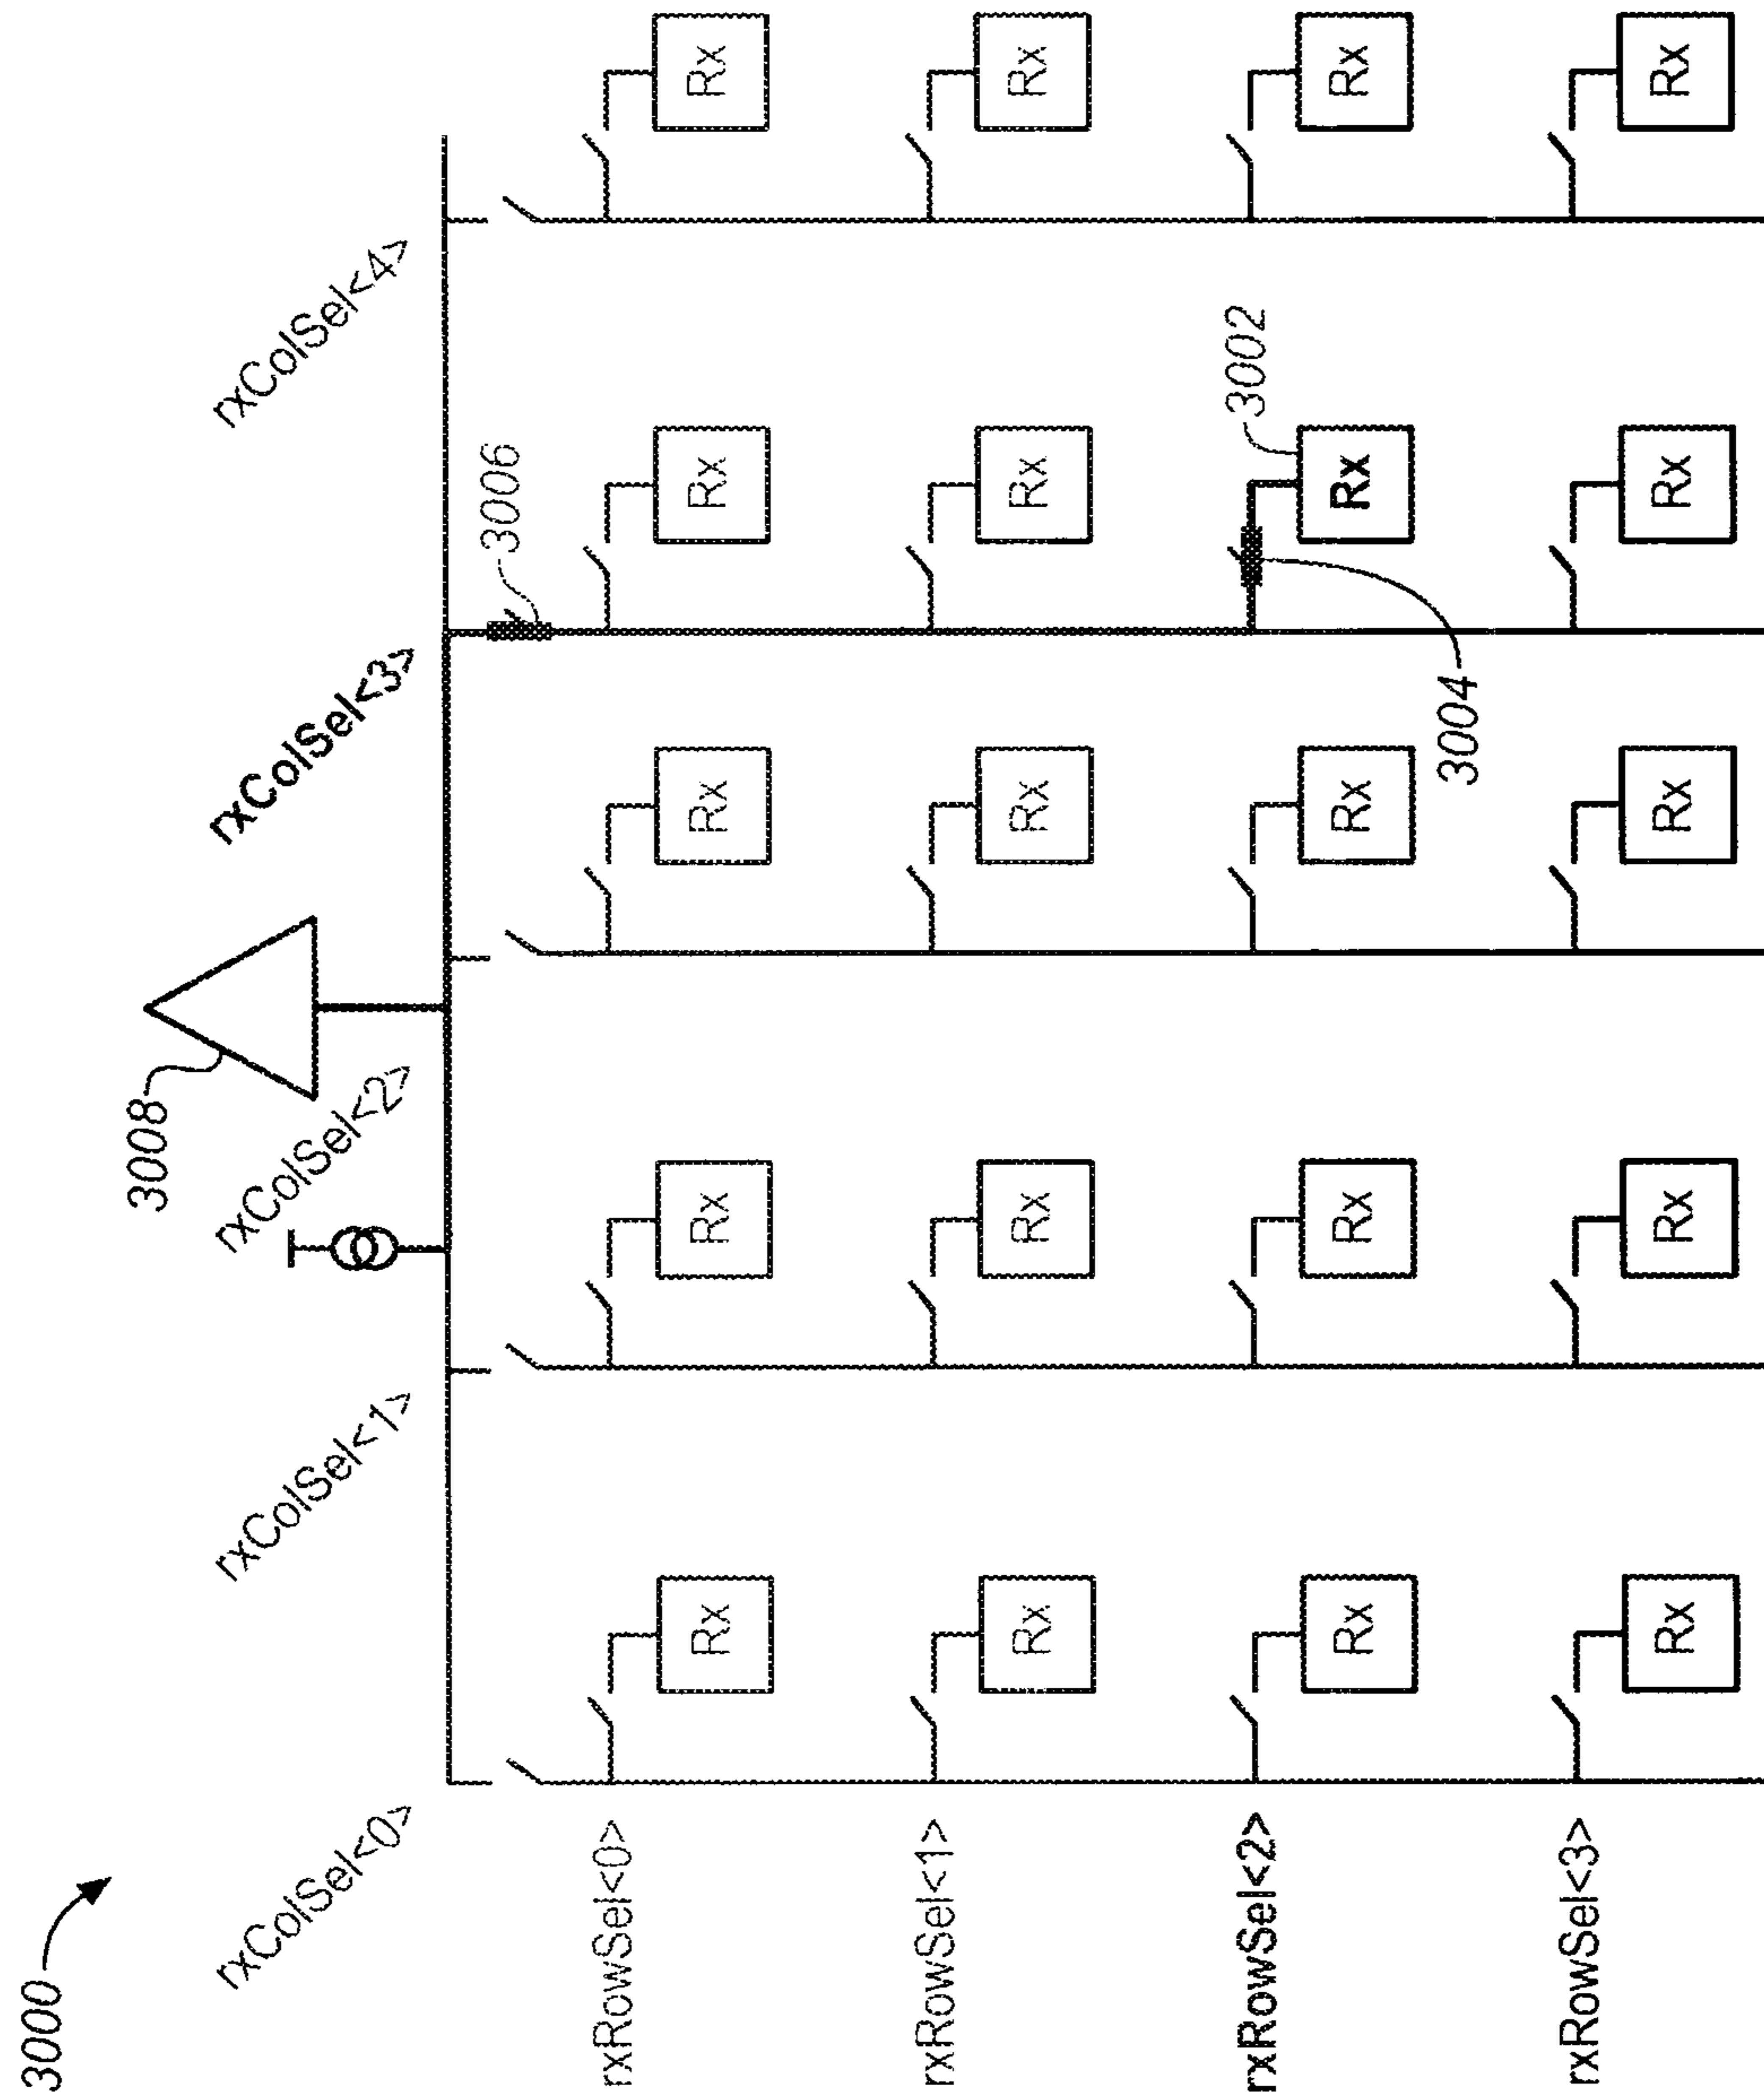 3000
3008
rxColSel<0>
rxColSel<1>
rxColSel<2>
rxColSel<3>
rxColSel<4>
3006
rxRowSel<0>
Rx
Rx
Rx
Rx
Rx
rxRowSel<1>
Rx
Rx
Rx
Rx
Rx
3002
rxRowSel<2>
Rx
Rx
Rx
Rx
Rx
3004
rxRowSel<3>
Rx
Rx
Rx
Rx
Rx